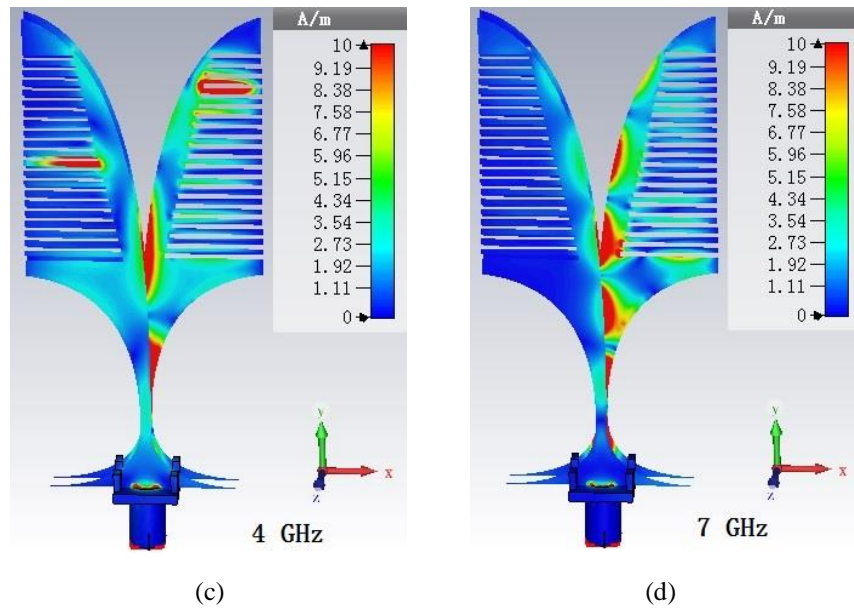 A/m
10
9.19
8.38
7.58
6.77
5.96
5.15
4.34
3.54
2.73
1.92
1.11
0
y
x
z
4 GHz
(c)
A/m
10
9.19
8.38
7.58
6.77
5.96
5.15
4.34
3.54
2.73
1.92
1.11
0
y
x
z
7 GHz
(d)